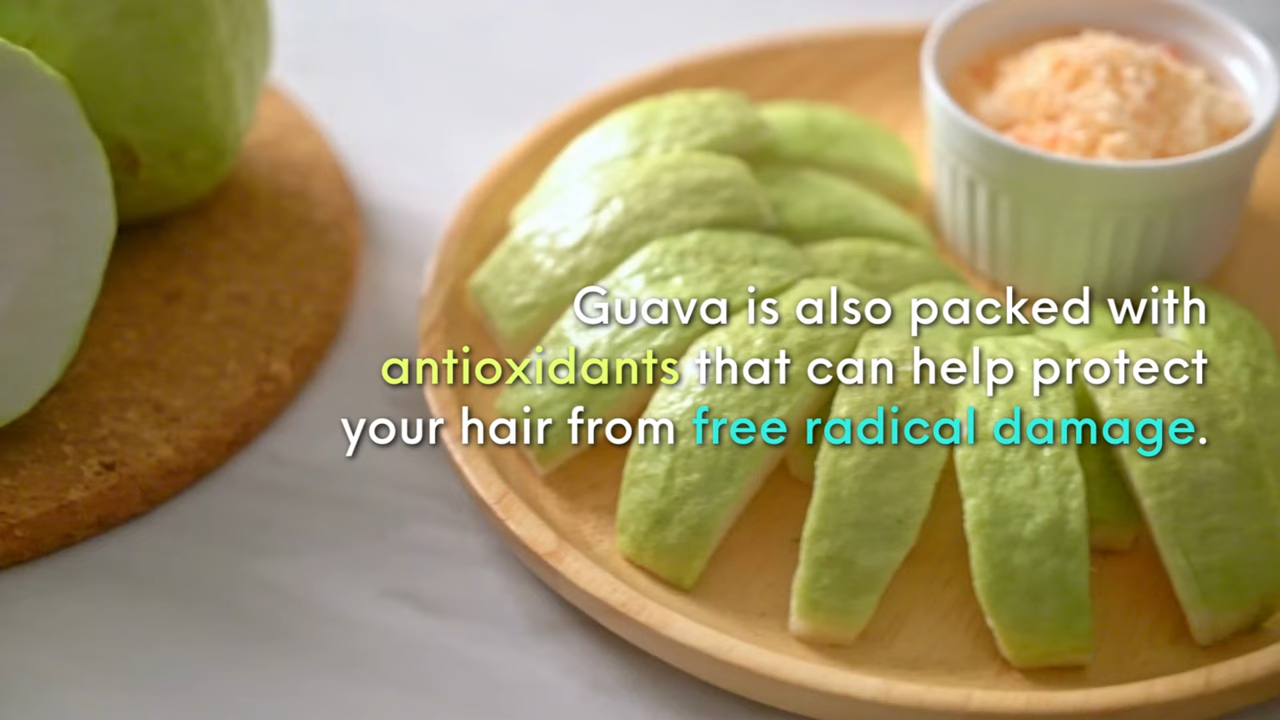 Guava is also packed with
antioxidants that can help protect
your hair from free radical damage.